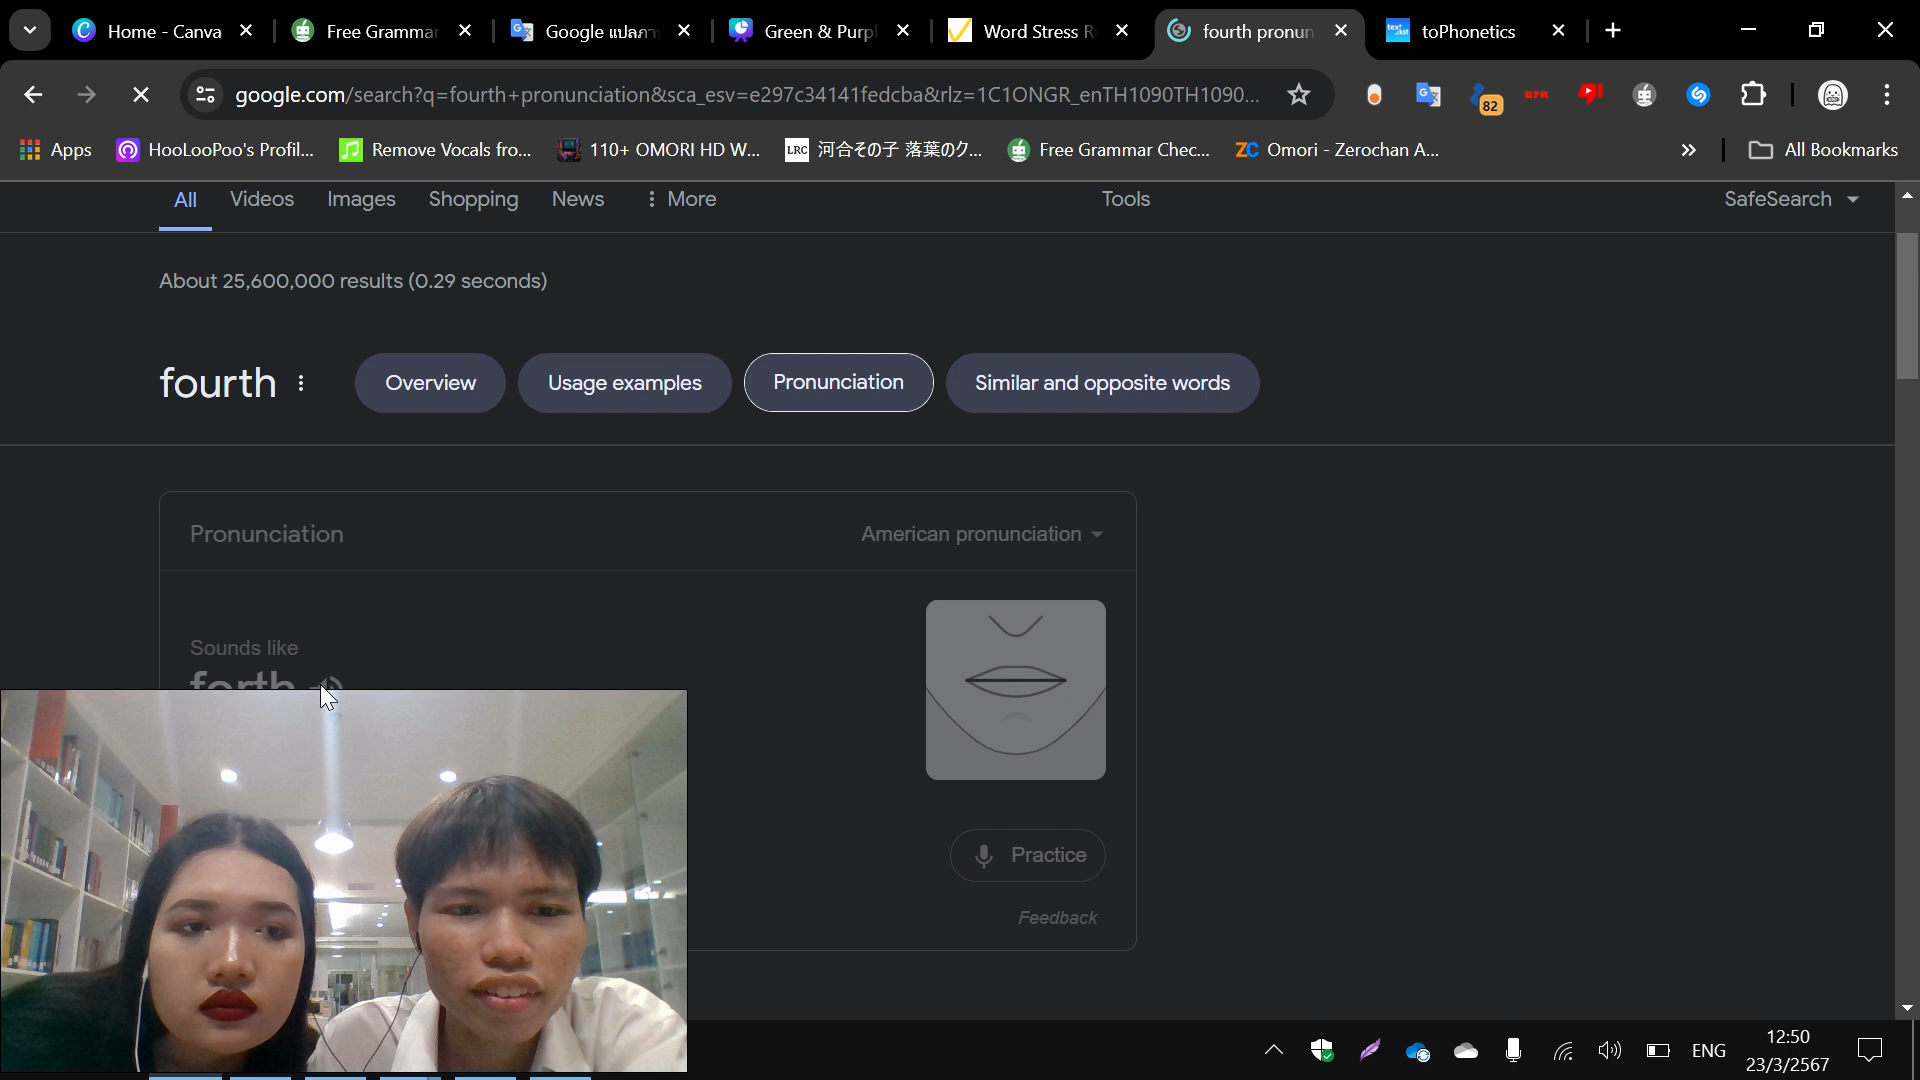 Home - Canva
Free Grammar
Google แปลภา
Green & Purpl
Word Stress R
fourth pronun
toPhonetics
google.com/search?q=fourth+pronunciation&sca_esv=e297c34141fedcba&rlz=1C1ONGR_enTH1090TH1090...
82
Apps
HooLooPoo's Profil...
Remove Vocals fro...
110+ OMORI HD W...
LRC
河合その子 落葉のク...
Free Grammar Chec...
ZC
Omori - Zerochan A...
All Bookmarks
All
Videos
Images
Shopping
News
More
Tools
SafeSearch
About 25,600,000 results (0.29 seconds)
fourth
Overview
Usage examples
Pronunciation
Similar and opposite words
Pronunciation
American pronunciation
Sounds like
forth
Practice
Feedback
ENG
12:50
23/3/2567